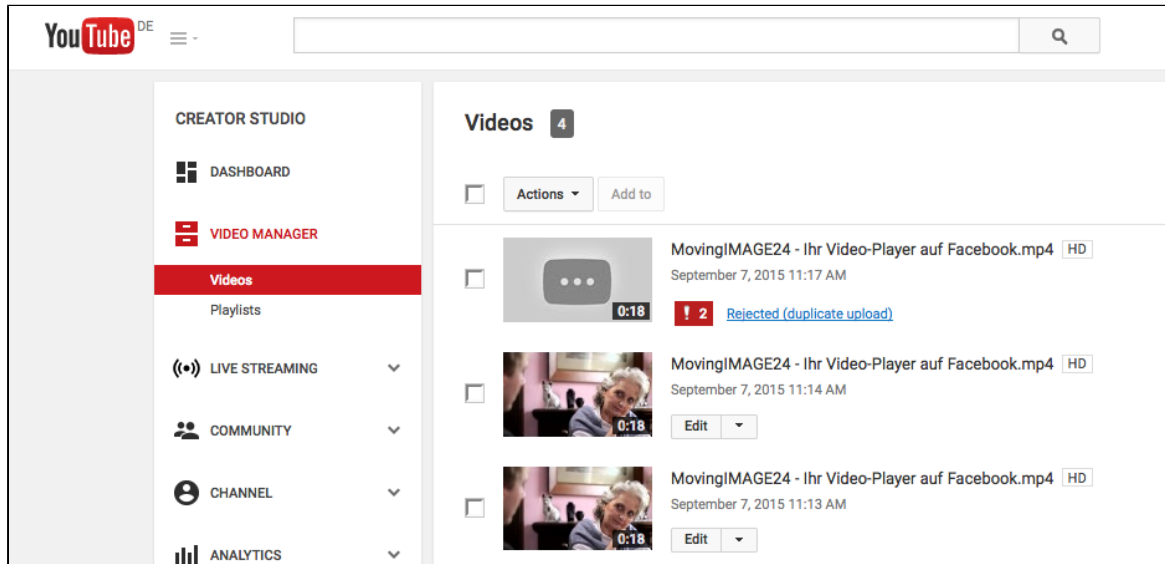 YouTube DE
CREATOR STUDIO
DASHBOARD
VIDEO MANAGER
Videos
Playlists
LIVE STREAMING
COMMUNITY
CHANNEL
ANALYTICS
Videos 4
Actions Add to
MovingIMAGE24 - Ihr Video-Player auf Facebook.mp4 HD
September 7, 2015 11:17 AM
0:18
! 2 Rejected (duplicate upload)
MovingIMAGE24 - Ihr Video-Player auf Facebook.mp4 HD
September 7, 2015 11:14 AM
0:18
Edit
MovingIMAGE24 - Ihr Video-Player auf Facebook.mp4 HD
September 7, 2015 11:13 AM
0:18
Edit